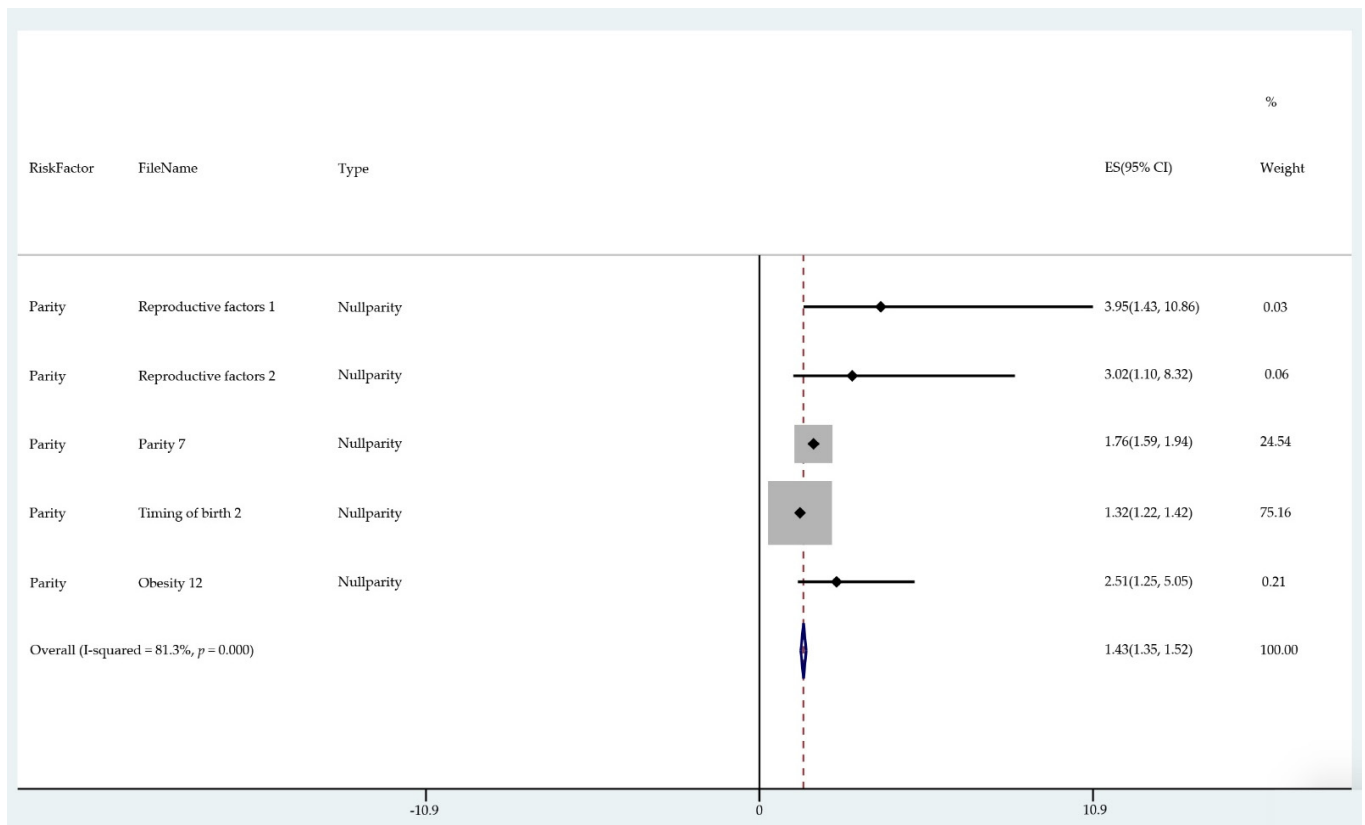 %
RiskFactor FileName Type ES(95% CI) Weight
Parity Reproductive factors 1 Nullparity 3.95(1.43, 10.86) 0.03
Parity Reproductive factors 2 Nullparity 3.02(1.10, 8.32) 0.06
Parity Parity 7 Nullparity 1.76(1.59, 1.94) 24.54
Parity Timing of birth 2 Nullparity 1.32(1.22, 1.42) 75.16
Parity Obesity 12 Nullparity 2.51(1.25, 5.05) 0.21
Overall (I-squared = 81.3%, p = 0.000) 1.43(1.35, 1.52) 100.00
-10.9 0 10.9